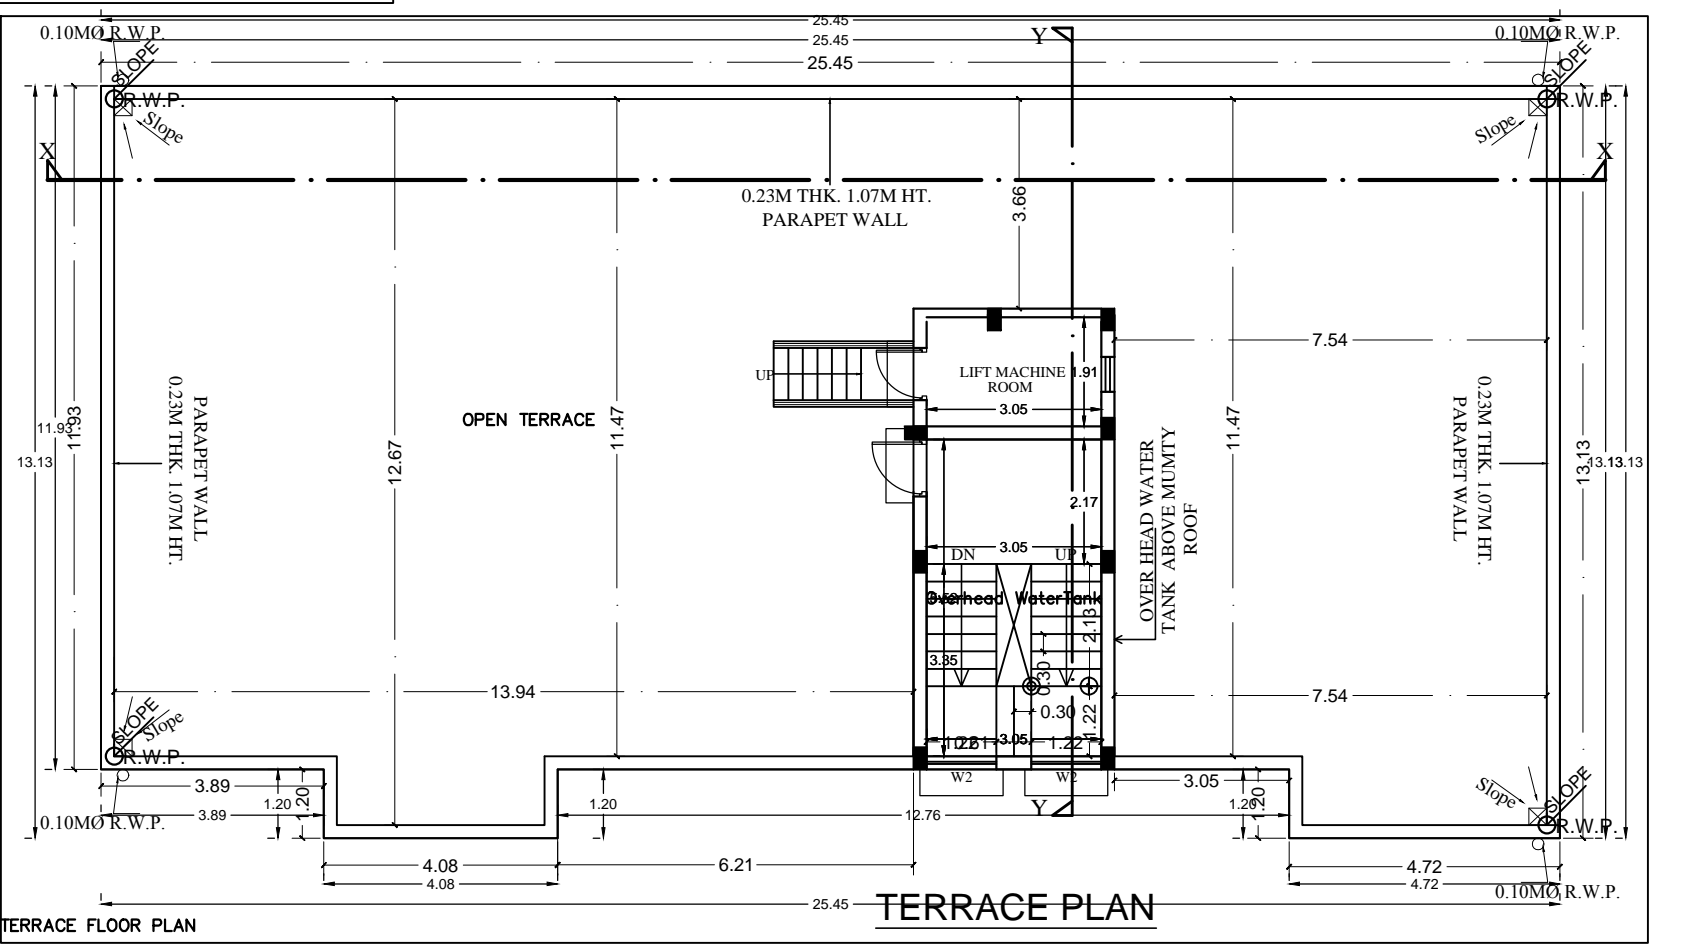 25.45
0.10MØ R.W.P.
25.45
0.10MØ R.W.P.
Y
25.45
SLOPE
SLOPE
R.W.P.
R.W.P.
Slope
Slope
X
X
0.23M THK. 1.07M HT.
PARAPET WALL
3.66
7.54
UP
LIFT MACHINE
ROOM
1.91
3.05
OPEN TERRACE
11.93
11.93
13.13
12.67
11.47
11.47
13.13
13.13
13.13
PARAPET WALL
0.23M THK. 1.07M HT.
0.23M THK. 1.07M HT.
PARAPET WALL
OVER HEAD WATER
TANK ABOVE MUMTY
ROOF
2.17
3.05
DN
UP
Overhead WaterTank
2.13
3.35
0.30
13.94
7.54
0.30
1.22
3.05
1.22
SLOPE
Slope
R.W.P.
W2
W2
3.89
1.20
1.20
1.20
3.05
1.20
1.20
Slope
SLOPE
3.89
12.76
Y
0.10MØ R.W.P.
R.W.P.
4.08
6.21
4.72
4.08
4.72
0.10MØ R.W.P.
25.45
TERRACE PLAN
TERRACE FLOOR PLAN